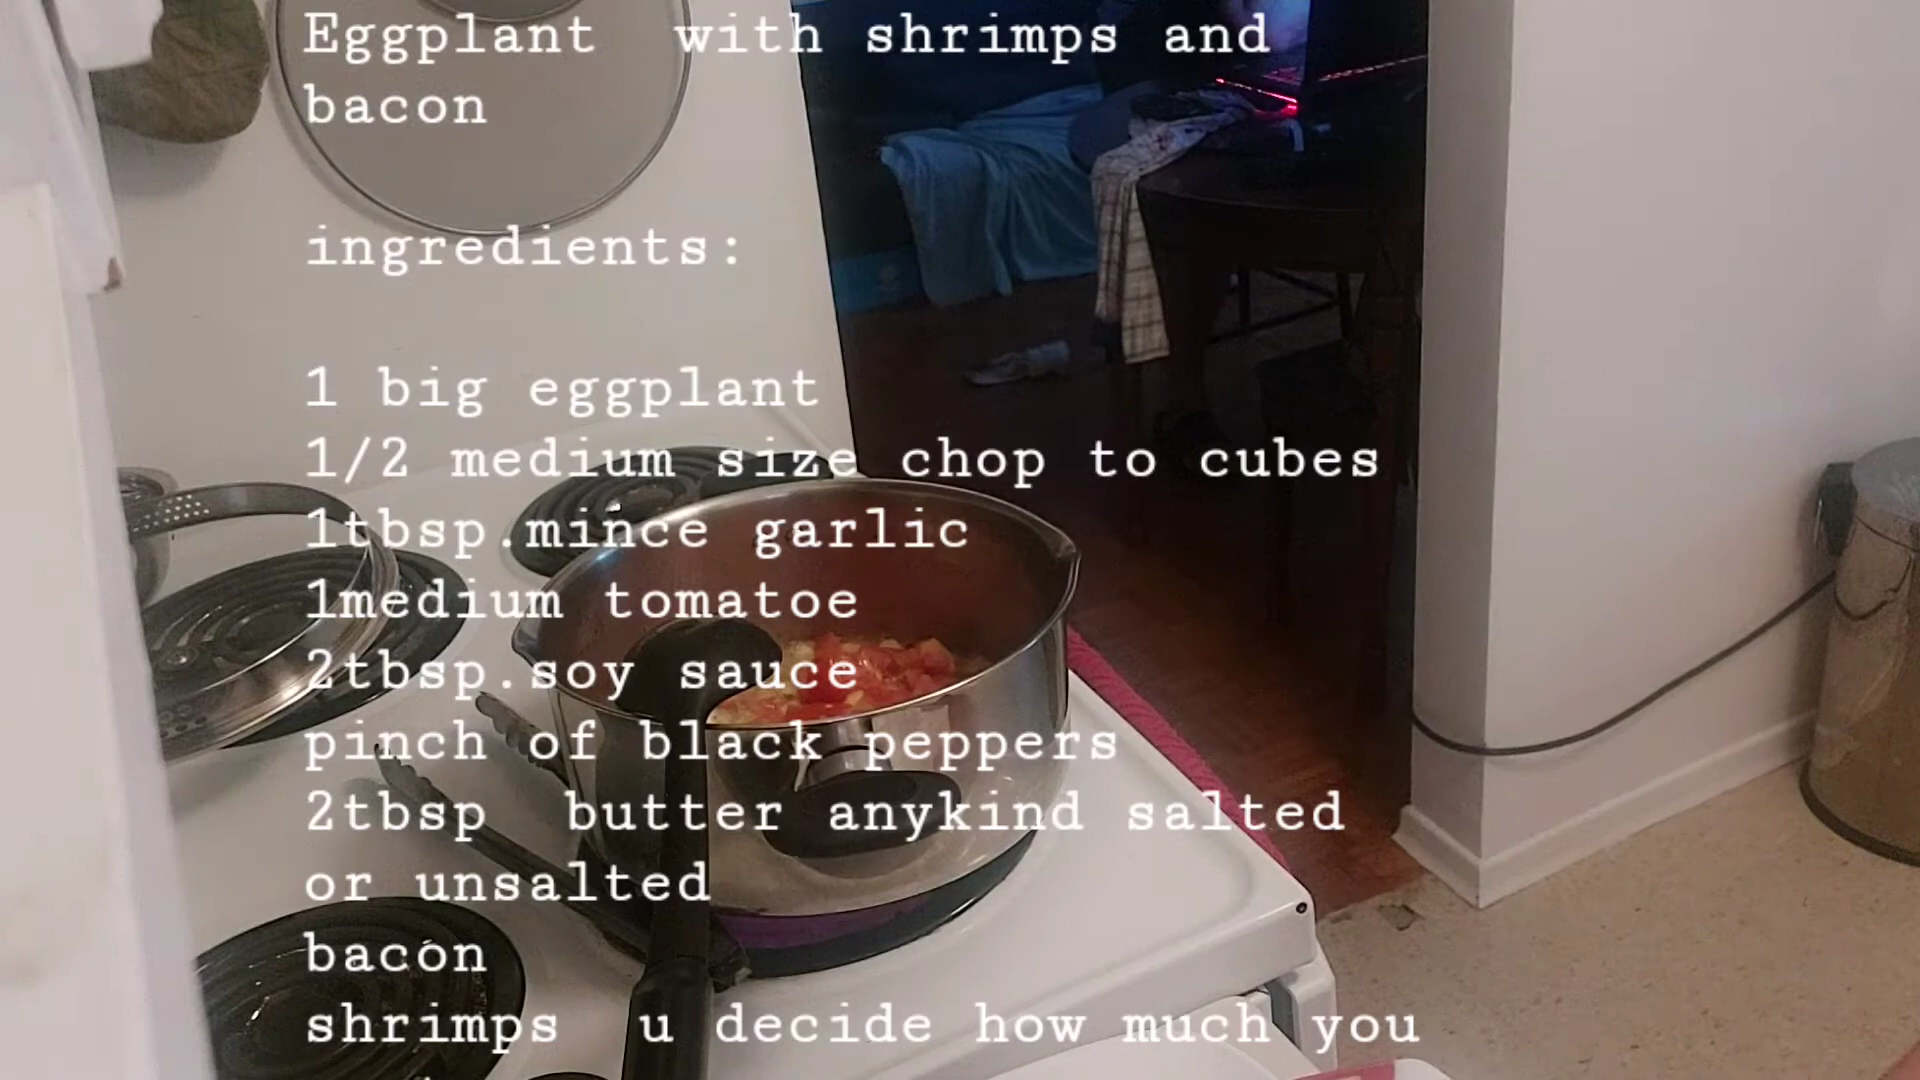 Eggplant with shrimps and
bacon
ingredients:
1 big eggplant
1/2 medium size chop to cubes
1tbsp.mince garlic
1medium tomatoe
2tbsp.soy sauce
pinch of black peppers
2tbsp butter anykind salted
or unsalted
bacon
shrimps u decide how much you